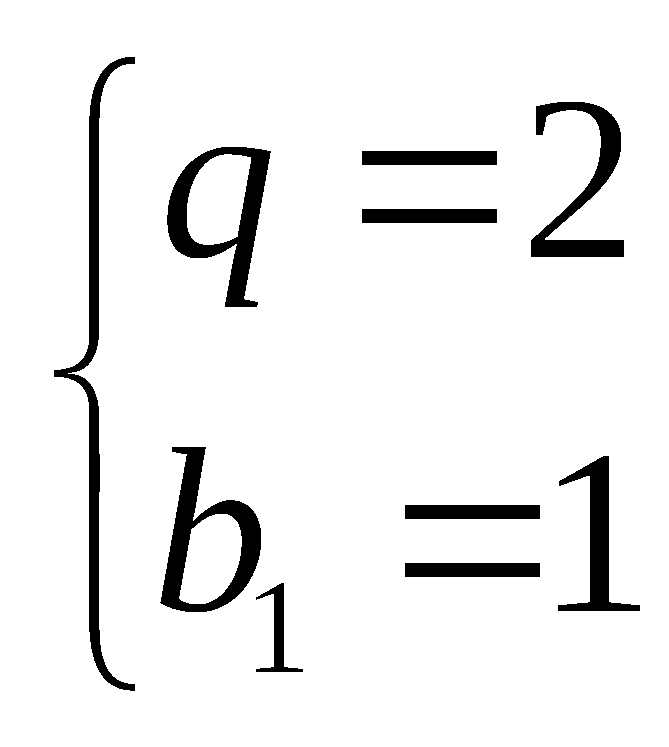 q = 2
b₁ = 1